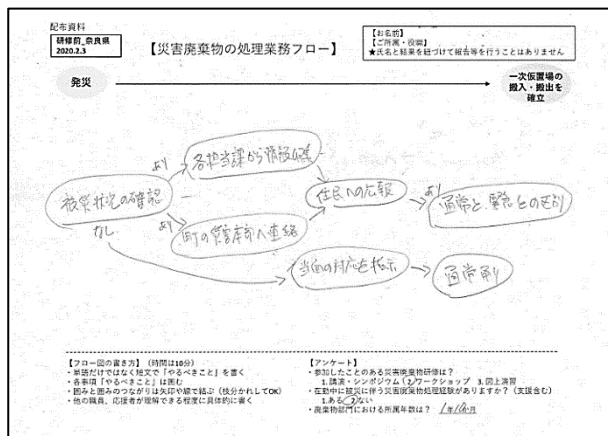 配布資料
研修前_奈良県
2020.2.3
【災害廃棄物の処理業務フロー】
【お名前】
【ご所属・役職】
★氏名と結果を紐づけて報告等を行うことはありません
発災
一次仮置場の
搬入・搬出を
確立
あり
各担当課から情報収集
被災状況の確認
住民への広報
あり
通常と、緊急との区別
なし
あり
町の災害本部へ連絡
当面の対応を指示
通常通り
【フロー図の書き方】(時間は10分)
・単語だけではなく短文で「やるべきこと」を書く
・各事項「やるべきこと」は囲む
・囲みと囲みのつながりは矢印や線で結ぶ(枝分かれしてOK)
・他の職員、応援者が理解できる程度に具体的に書く
【アンケート】
・参加したことのある災害廃棄物研修は?
1. 講演・シンポジウム 2. ワークショップ 3. 図上演習
・在勤中に被災に伴う災害廃棄物処理経験がありますか?(支援含む)
1. ある 2. ない
・廃棄物部門における所属年数は? 1年10ヶ月